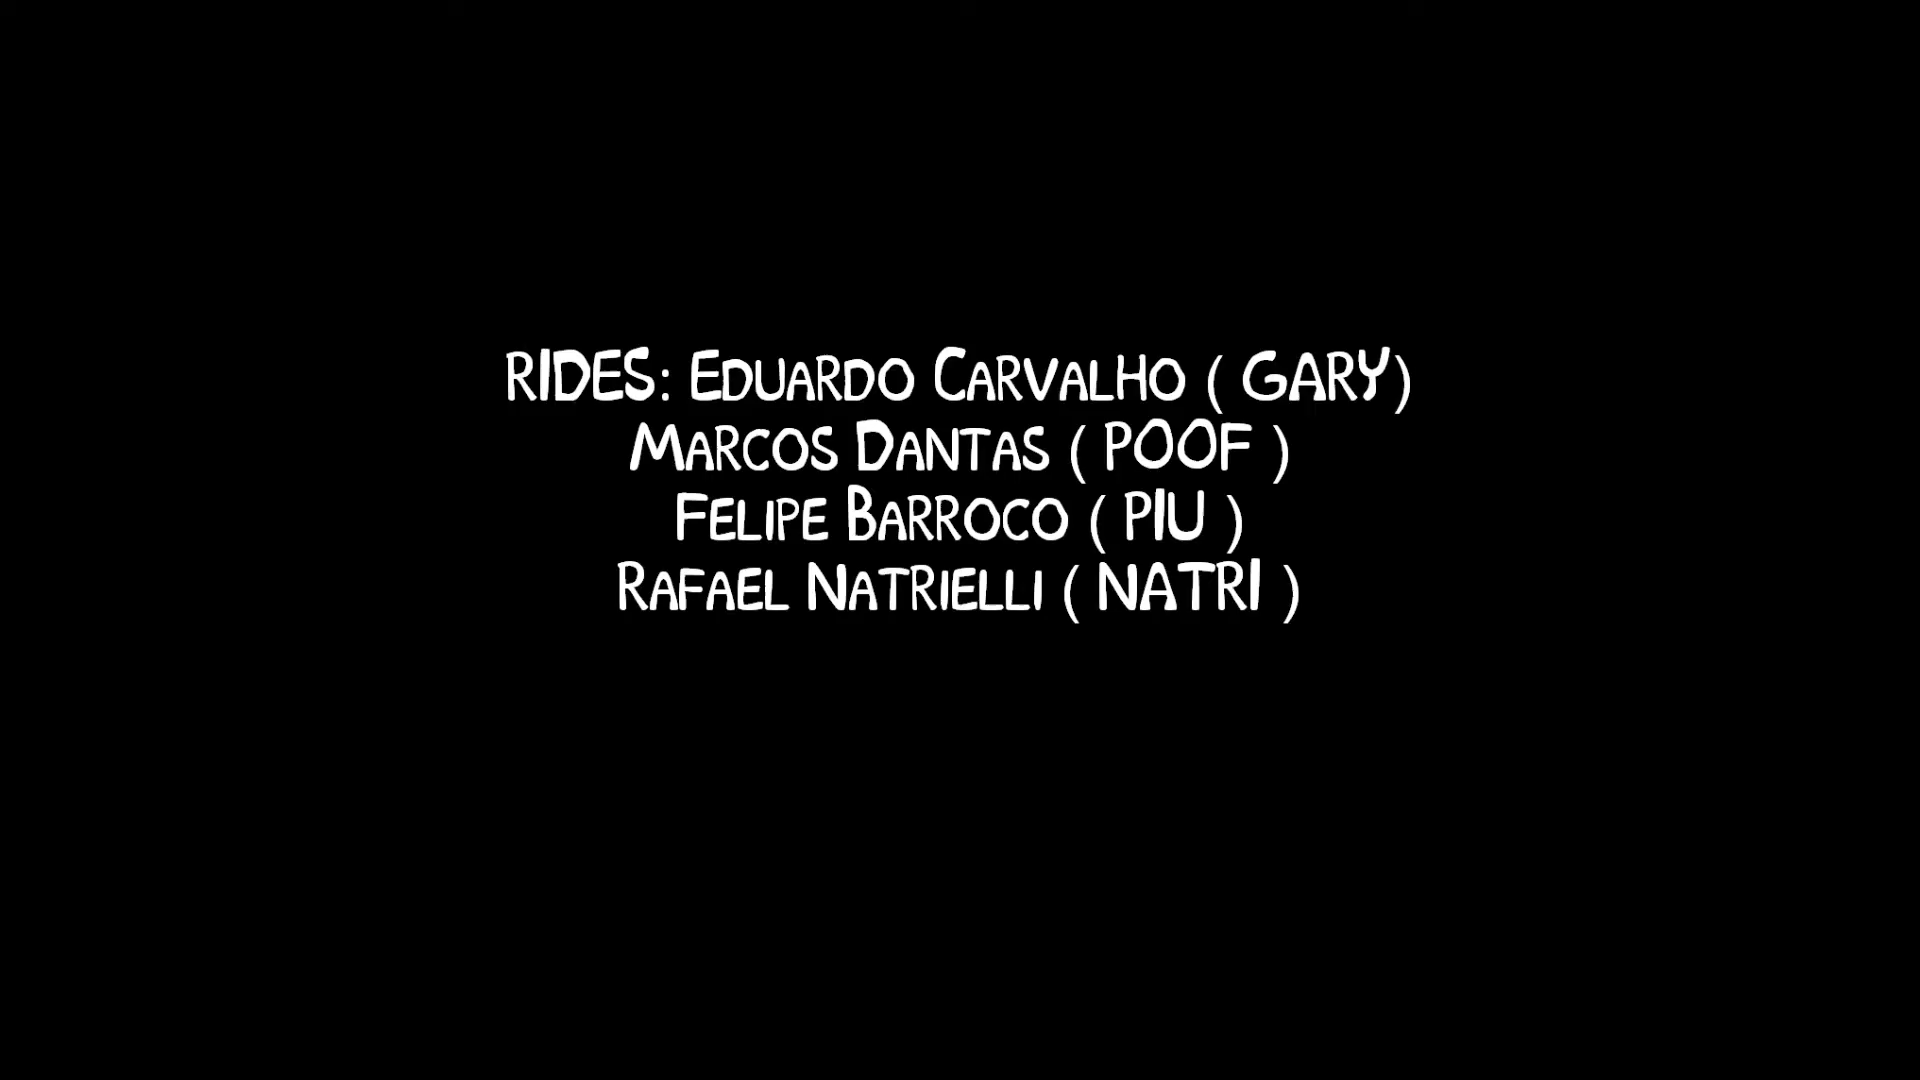 RIDES: Eduardo Carvalho ( GARY)
Marcos Dantas ( POOF )
Felipe Barroco ( PIU )
Rafael Natrielli ( NATRI )